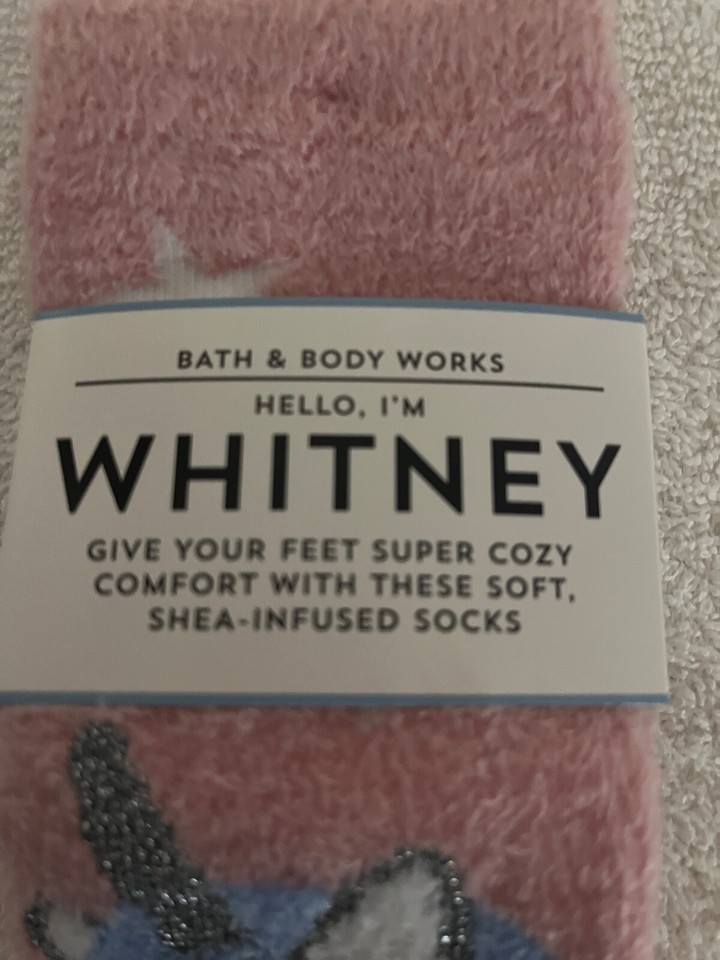 BATH & BODY WORKS
HELLO, I'M
WHITNEY
GIVE YOUR FEET SUPER COZY
COMFORT WITH THESE SOFT,
SHEA-INFUSED SOCKS